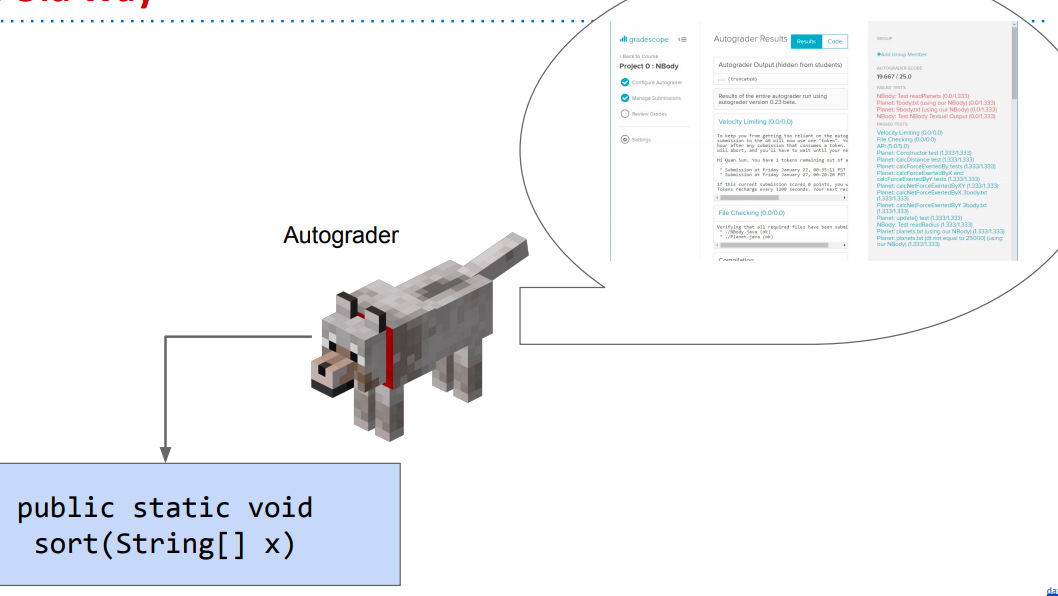 gradescope
Autograder Results
Results
Code
‹ Back to Course
Project 0 : NBody
Configure Autograder
Manage Submissions
Review Grades
Settings
Autograder Output (hidden from students)
... (truncated)
Results of the entire autograder run using
autograder version 0.23 beta.
Velocity Limiting (0.0/0.0)
To keep you from getting too reliant on the autog
submission to the AG will now use one "token". Yo
hour after any submission that consumes a token.
will abort, and you'll have to wait until your ne
Hi Quan Sun. You have 1 tokens remaining out of a
* Submission at Friday January 27, 00:35:11 PST
* Submission at Friday January 27, 00:20:20 PST
If this current submission scores 0 points, you w
Tokens recharge every 1200 seconds. Your next rec
File Checking (0.0/0.0)
Verifying that all required files have been submi
* ./NBody.java (ok)
* ./Planet.java (ok)
Compilation
GROUP
Add Group Member
AUTOGRADER SCORE
19.667 / 25.0
FAILED TESTS
NBody: Test readPlanets (0.0/1.333)
Planet: 1body.txt (using our NBody) (0.0/1.333)
Planet: 9body.txt (using our NBody) (0.0/1.333)
NBody: Test NBody Textual Output (0.0/1.333)
PASSED TESTS
Velocity Limiting (0.0/0.0)
File Checking (0.0/0.0)
API (5.0/5.0)
Planet: Constructor test (1.333/1.333)
Planet: calcDistance test (1.333/1.333)
Planet: calcForceExertedBy tests (1.333/1.333)
Planet: calcForceExertedByX and
calcForceExertedByY tests (1.333/1.333)
Planet: calcNetForceExertedByXY (1.333/1.333)
Planet: calcNetForceExertedByX 3body.txt
(1.333/1.333)
Planet: calcNetForceExertedByY 3body.txt
(1.333/1.333)
Planet: update() test (1.333/1.333)
NBody: Test readRadius (1.333/1.333)
Planet: planets.txt (using our NBody) (1.333/1.333)
Planet: planets.txt (dt not equal to 25000) (using
our NBody) (1.333/1.333)
Autograder
public static void
sort(String[] x)